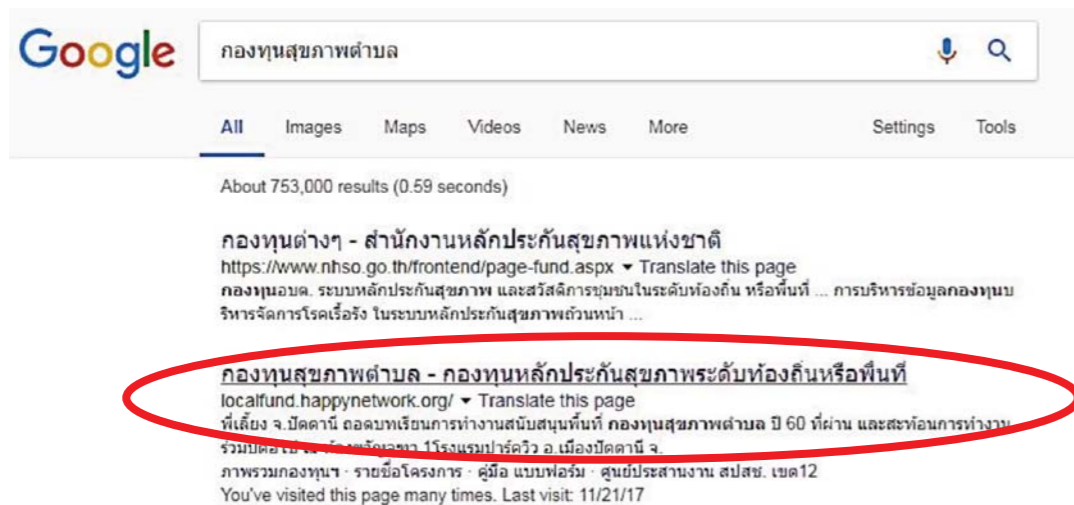 Google
กองทุนสุขภาพตำบล
All Images Maps Videos News More Settings Tools
About 753,000 results (0.59 seconds)
กองทุนต่างๆ - สำนักงานหลักประกันสุขภาพแห่งชาติ
https://www.nhso.go.th/frontend/page-fund.aspx ▼ Translate this page
กองทุนอบต. ระบบหลักประกันสุขภาพ และสวัสดิการชุมชนในระดับท้องถิ่น หรือพื้นที่ ... การบริหารข้อมูลกองทุนบ
ริหารจัดการโรคเรื้อรัง ในระบบหลักประกันสุขภาพถ้วนหน้า ...
กองทุนสุขภาพตำบล - กองทุนหลักประกันสุขภาพระดับท้องถิ่นหรือพื้นที่
localfund.happynetwork.org/ ▼ Translate this page
พี่เลี้ยง จ.ปัตตานี ถอดบทเรียนการทำงานสนับสนุนพื้นที่ กองทุนสุขภาพตำบล ปี 60 ที่ผ่าน และสะท้อนการทำงาน
1โรงแรมปาร์ควิว อ.เมืองปัตตานี จ.
ภาพรวมกองทุนฯ · รายชื่อโครงการ · คู่มือ แบบฟอร์ม · ศูนย์ประสานงาน สปสช. เขต12
You've visited this page many times. Last visit: 11/21/17